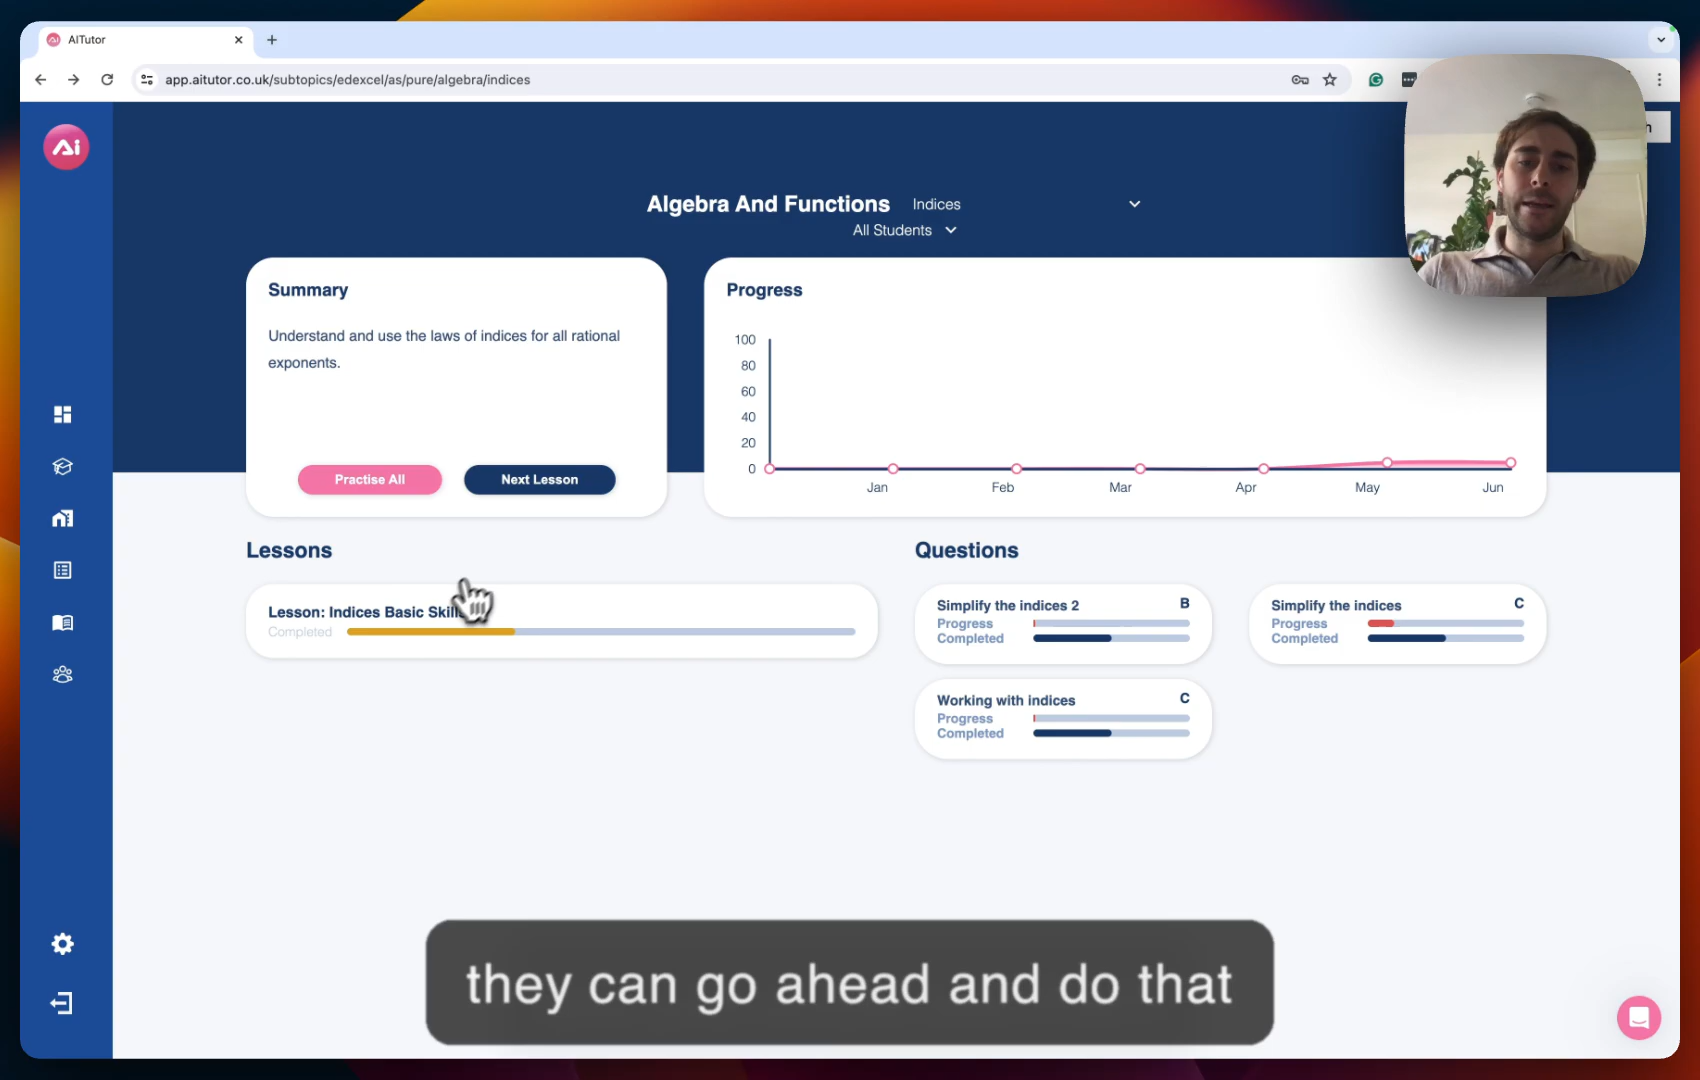 AITutor
app.aitutor.co.uk/subtopics/edexcel/as/pure/algebra/indices
Ai
Algebra And Functions Indices
All Students
Summary
Understand and use the laws of indices for all rational
exponents.
Practise All Next Lesson
Progress
100
80
60
40
20
0
Jan Feb Mar Apr May Jun
Lessons
Lesson: Indices Basic Skills
Completed
Questions
Simplify the indices 2 B
Progress
Completed
Simplify the indices C
Progress
Completed
Working with indices C
Progress
Completed
they can go ahead and do that